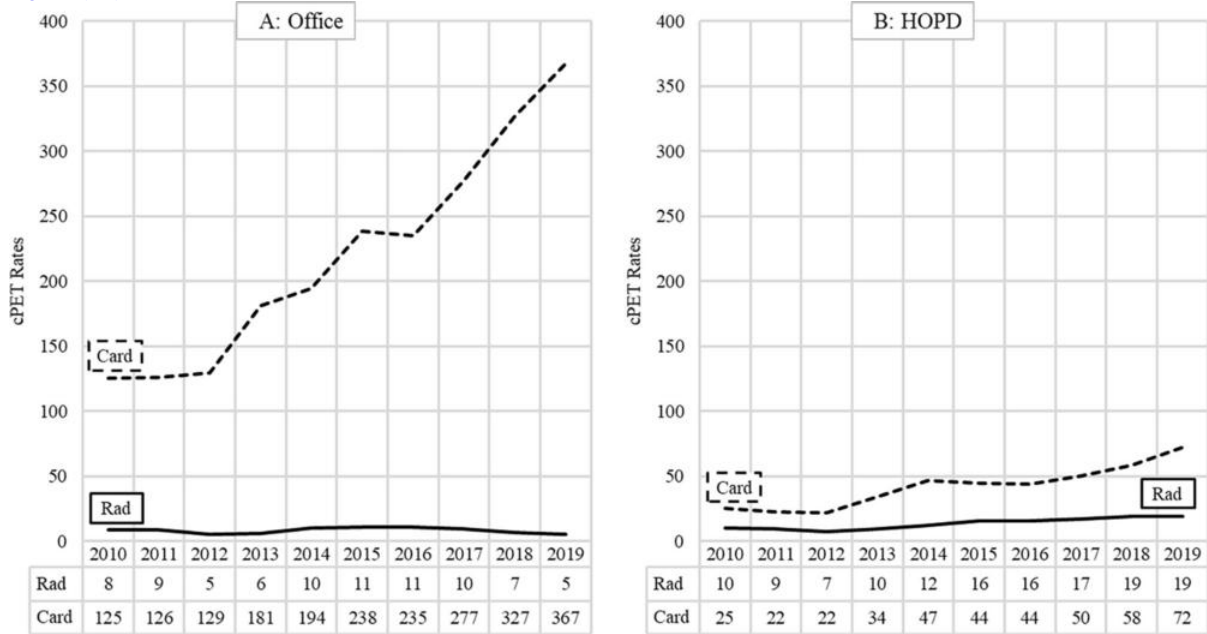 A: Office
400
350
300
250
200
150
100
50
0
cPET Rates
Card
Rad
2010 2011 2012 2013 2014 2015 2016 2017 2018 2019
Rad 8 9 5 6 10 11 11 10 7 5
Card 125 126 129 181 194 238 235 277 327 367
B: HOPD
400
350
300
250
200
150
100
50
0
cPET Rates
Card
Rad
2010 2011 2012 2013 2014 2015 2016 2017 2018 2019
Rad 10 9 7 10 12 16 16 17 19 19
Card 25 22 22 34 47 44 44 50 58 72